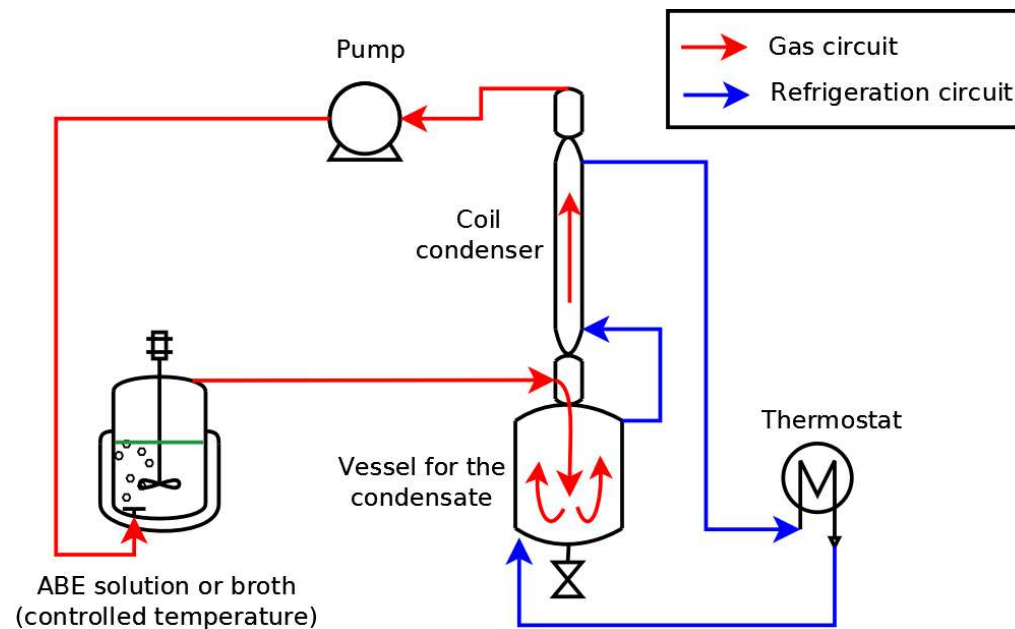 Pump
Gas circuit
Refrigeration circuit
Coil
condenser
Thermostat
Vessel for the
condensate
ABE solution or broth
(controlled temperature)